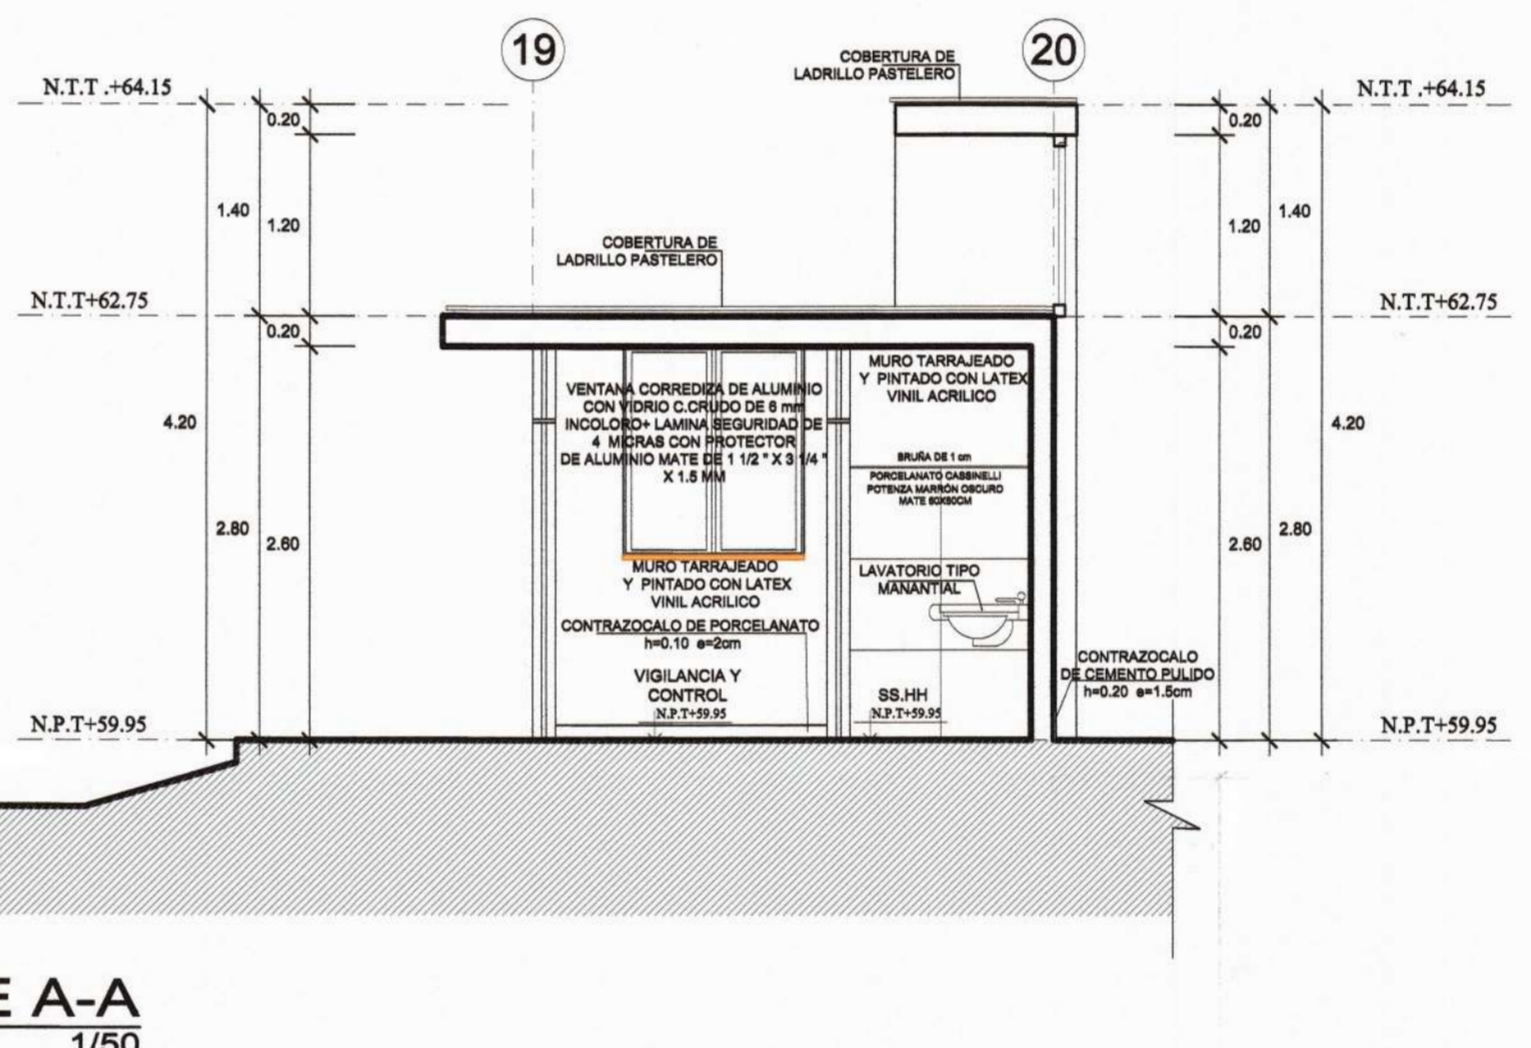 19
20
COBERTURA DE
LADRILLO PASTELERO
N.T.T .+64.15
N.T.T .+64.15
0.20
0.20
1.40
1.20
1.20
1.40
COBERTURA DE
LADRILLO PASTELERO
N.T.T+62.75
N.T.T+62.75
0.20
0.20
4.20
4.20
VENTANA CORREDIZA DE ALUMINIO
CON VIDRIO C.CRUDO DE 6 mm
INCOLORO+ LAMINA SEGURIDAD DE
4 MICRAS CON PROTECTOR
DE ALUMINIO MATE DE 1 1/2 " X 3 1/4 "
X 1.5 MM
MURO TARRAJEADO
Y PINTADO CON LATEX
VINIL ACRILICO
BRUÑA DE 1 cm
PORCELANATO CASSINELLI
POTENZA MARRÓN OSCURO
MATE 60X60CM
2.80
2.60
2.60
2.80
MURO TARRAJEADO
Y PINTADO CON LATEX
VINIL ACRILICO
LAVATORIO TIPO
MANANTIAL
CONTRAZOCALO DE PORCELANATO
h=0.10 e=2cm
VIGILANCIA Y
CONTROL
N.P.T+59.95
SS.HH
N.P.T+59.95
CONTRAZOCALO
DE CEMENTO PULIDO
h=0.20 e=1.5cm
N.P.T+59.95
N.P.T+59.95
E A-A
1/50